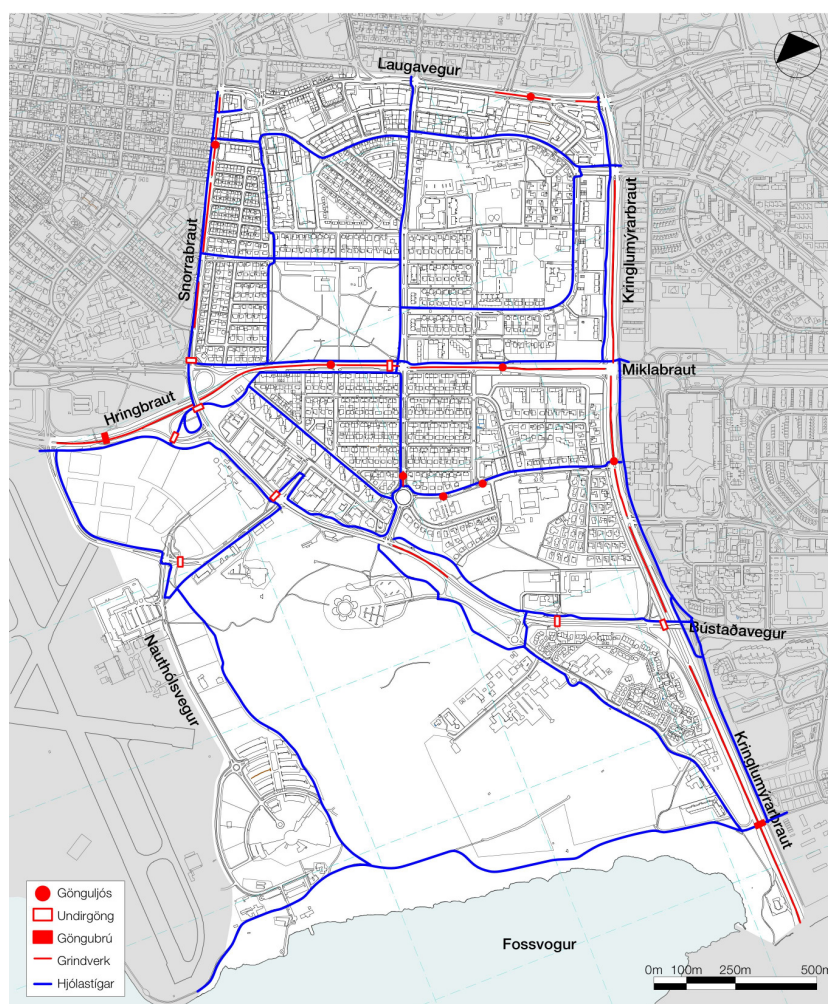 Laugavegur
Snorrabraut
Kringlumýrarbraut
Miklabraut
Hringbraut
Bústaðavegur
Nauthólsvegur
Kringlumýrarbraut
Fossvogur
Gönguljós
Undirgöng
Göngubrú
Grindverk
Hjólastígar
0m 100m 250m 500m